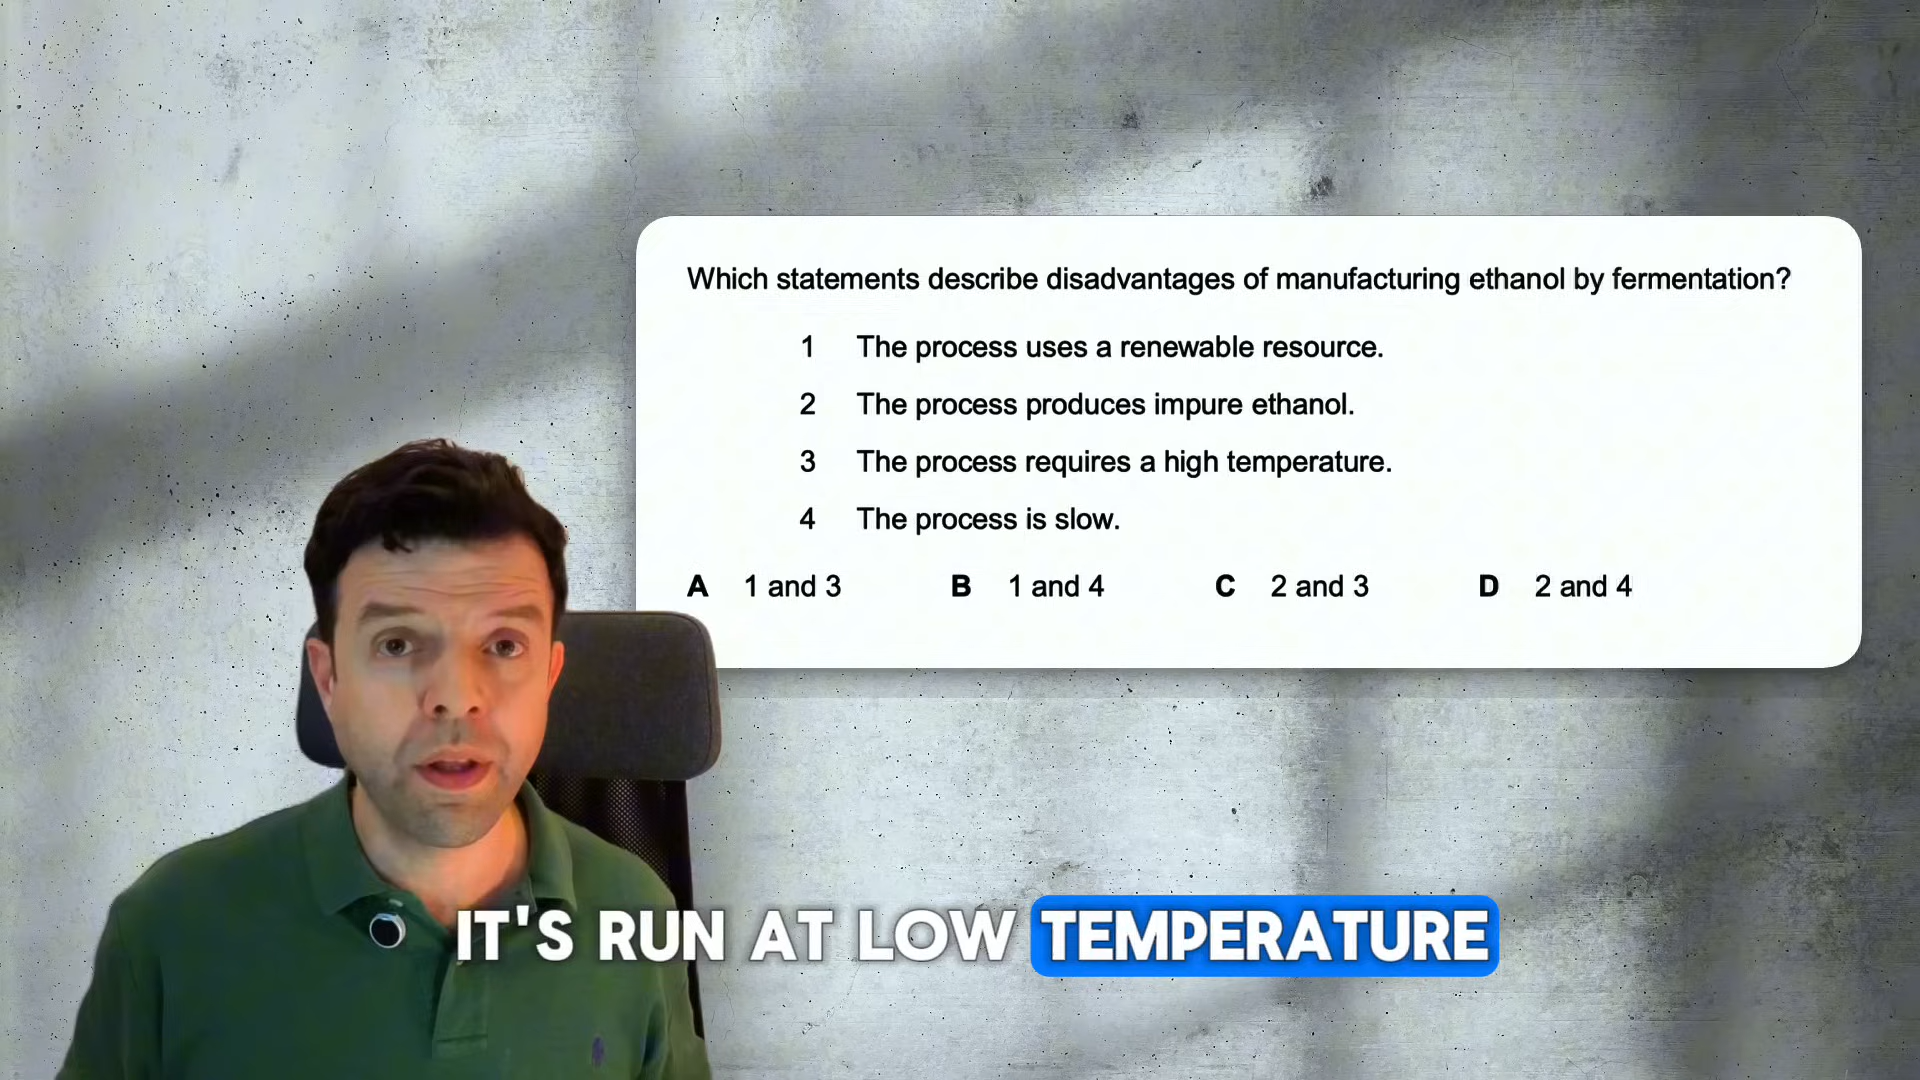 Which statements describe disadvantages of manufacturing ethanol by fermentation?
1 The process uses a renewable resource.
2 The process produces impure ethanol.
3 The process requires a high temperature.
4 The process is slow.
A 1 and 3 B 1 and 4 C 2 and 3 D 2 and 4
IT'S RUN AT LOW TEMPERATURE